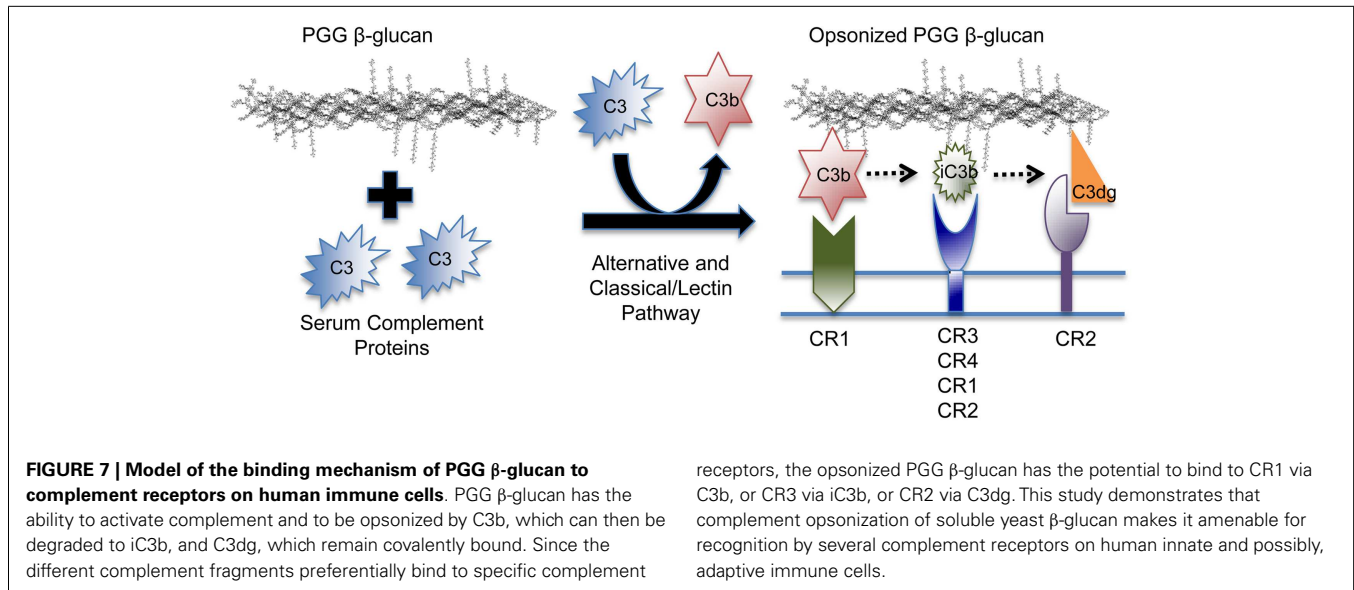 PGG β-glucan
C3
C3
Serum Complement
Proteins
C3
C3b
Alternative and
Classical/Lectin
Pathway
Opsonized PGG β-glucan
C3b
iC3b
C3dg
CR1
CR3
CR4
CR1
CR2
CR2
FIGURE 7 | Model of the binding mechanism of PGG β-glucan to
complement receptors on human immune cells. PGG β-glucan has the
ability to activate complement and to be opsonized by C3b, which can then be
degraded to iC3b, and C3dg, which remain covalently bound. Since the
different complement fragments preferentially bind to specific complement
receptors, the opsonized PGG β-glucan has the potential to bind to CR1 via
C3b, or CR3 via iC3b, or CR2 via C3dg. This study demonstrates that
complement opsonization of soluble yeast β-glucan makes it amenable for
recognition by several complement receptors on human innate and possibly,
adaptive immune cells.